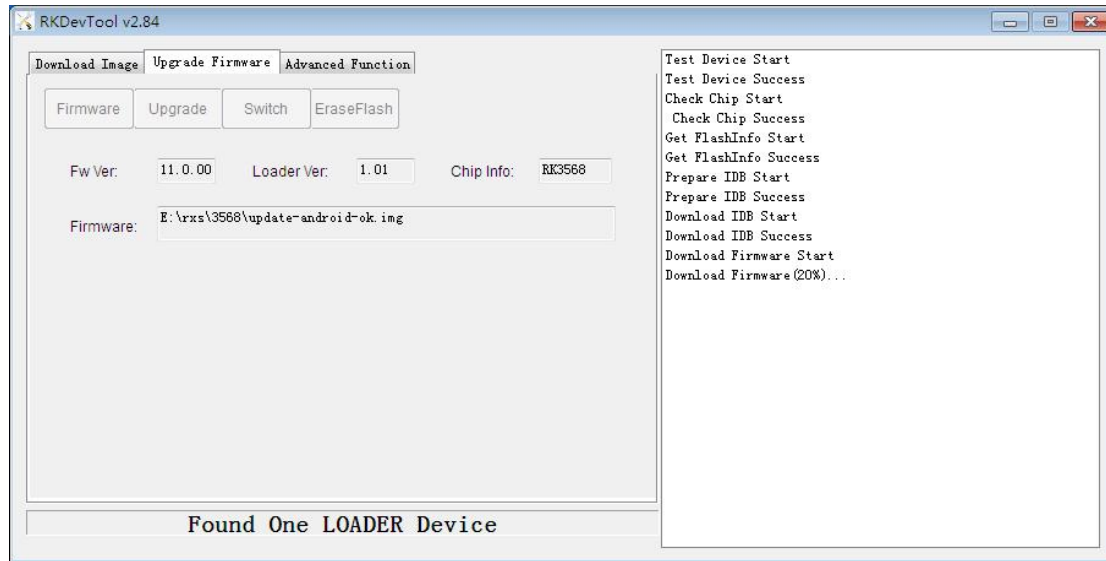 RKDevTool v2.84
Download Image Upgrade Firmware Advanced Function
Firmware Upgrade Switch EraseFlash
Fw Ver: 11.0.00 Loader Ver: 1.01 Chip Info: RK3568
Firmware: E:\rxs\3568\update-android-ok.img
Found One LOADER Device
Test Device Start
Test Device Success
Check Chip Start
Check Chip Success
Get FlashInfo Start
Get FlashInfo Success
Prepare IDB Start
Prepare IDB Success
Download IDB Start
Download IDB Success
Download Firmware Start
Download Firmware(20%)...